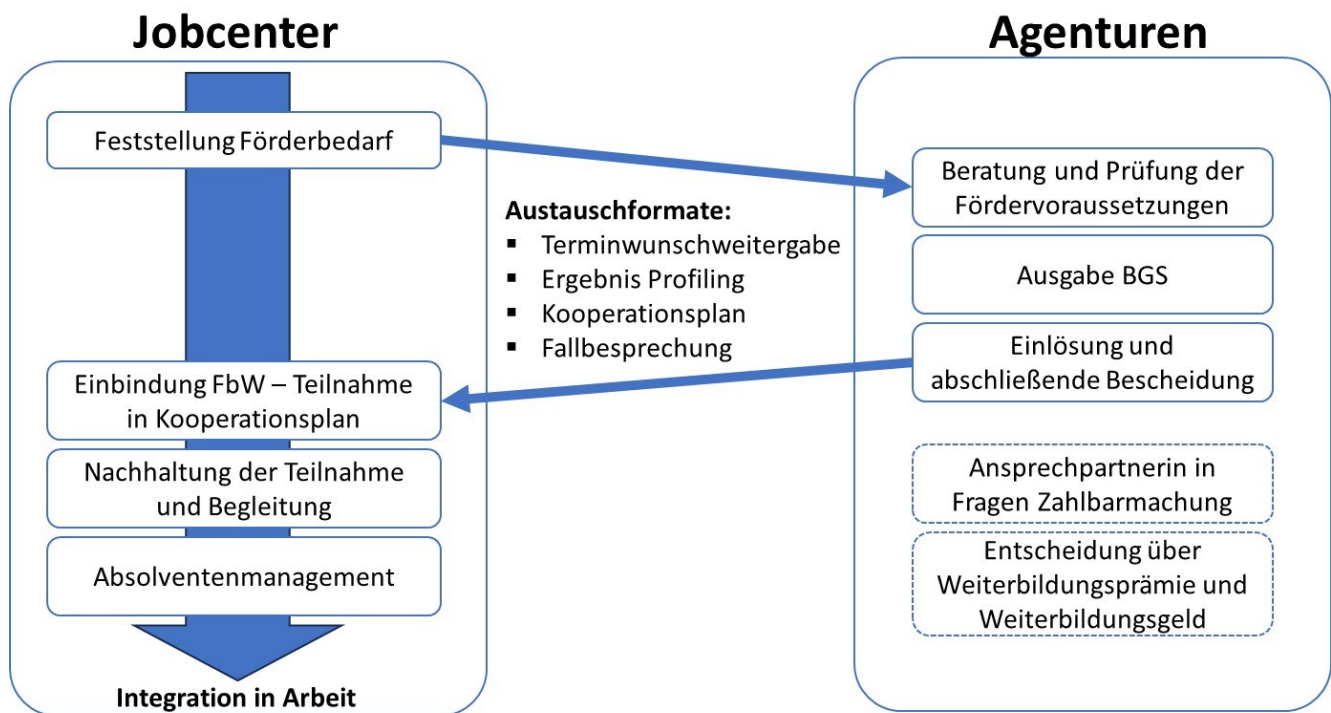 Jobcenter
Feststellung Förderbedarf
Einbindung FbW – Teilnahme
in Kooperationsplan
Nachhaltung der Teilnahme
und Begleitung
Absolventenmanagement
Integration in Arbeit
Austauschformate:
▪ Terminwunschweitergabe
▪ Ergebnis Profiling
▪ Kooperationsplan
▪ Fallbesprechung
Agenturen
Beratung und Prüfung der
Fördervoraussetzungen
Ausgabe BGS
Einlösung und
abschließende Bescheidung
Ansprechpartnerin in
Fragen Zahlbarmachung
Entscheidung über
Weiterbildungsprämie und
Weiterbildungsgeld